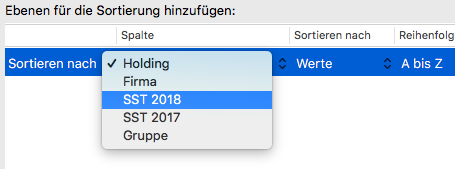 Ebenen für die Sortierung hinzufügen:
Spalte Sortieren nach Reihenfolg
Sortieren nach ✓ Holding Werte A bis Z
Firma
SST 2018
SST 2017
Gruppe